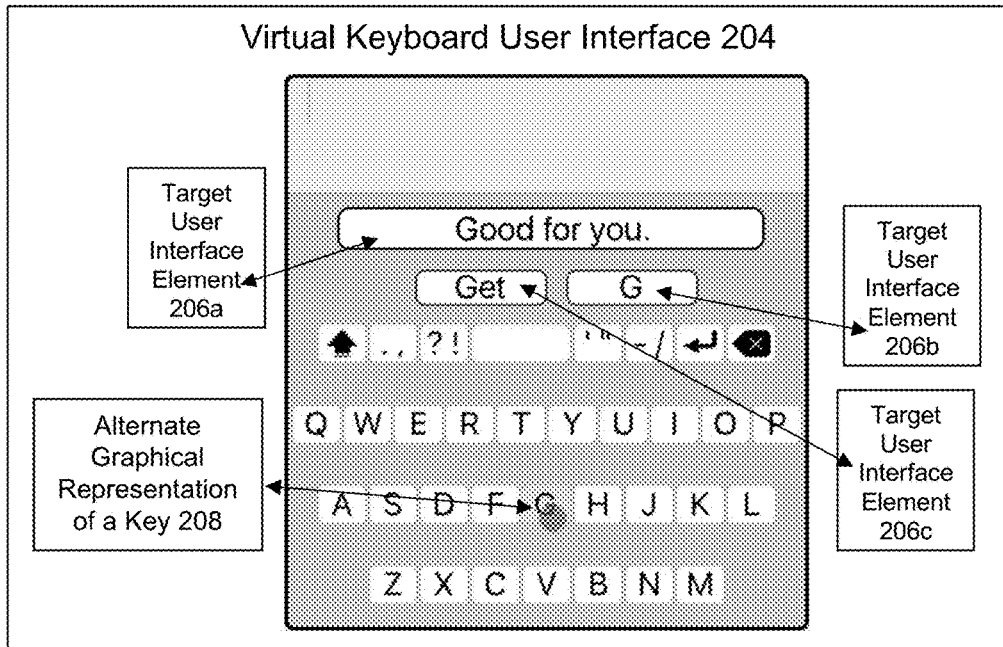 Virtual Keyboard User Interface 204
Target
User
Interface
Element
206a
Good for you.
Get G
Target
User
Interface
Element
206b
. , ? ! ' " - / 
Q W E R T Y U I O P
Alternate
Graphical
Representation
of a Key 208
A S D F G H J K L
Target
User
Interface
Element
206c
Z X C V B N M